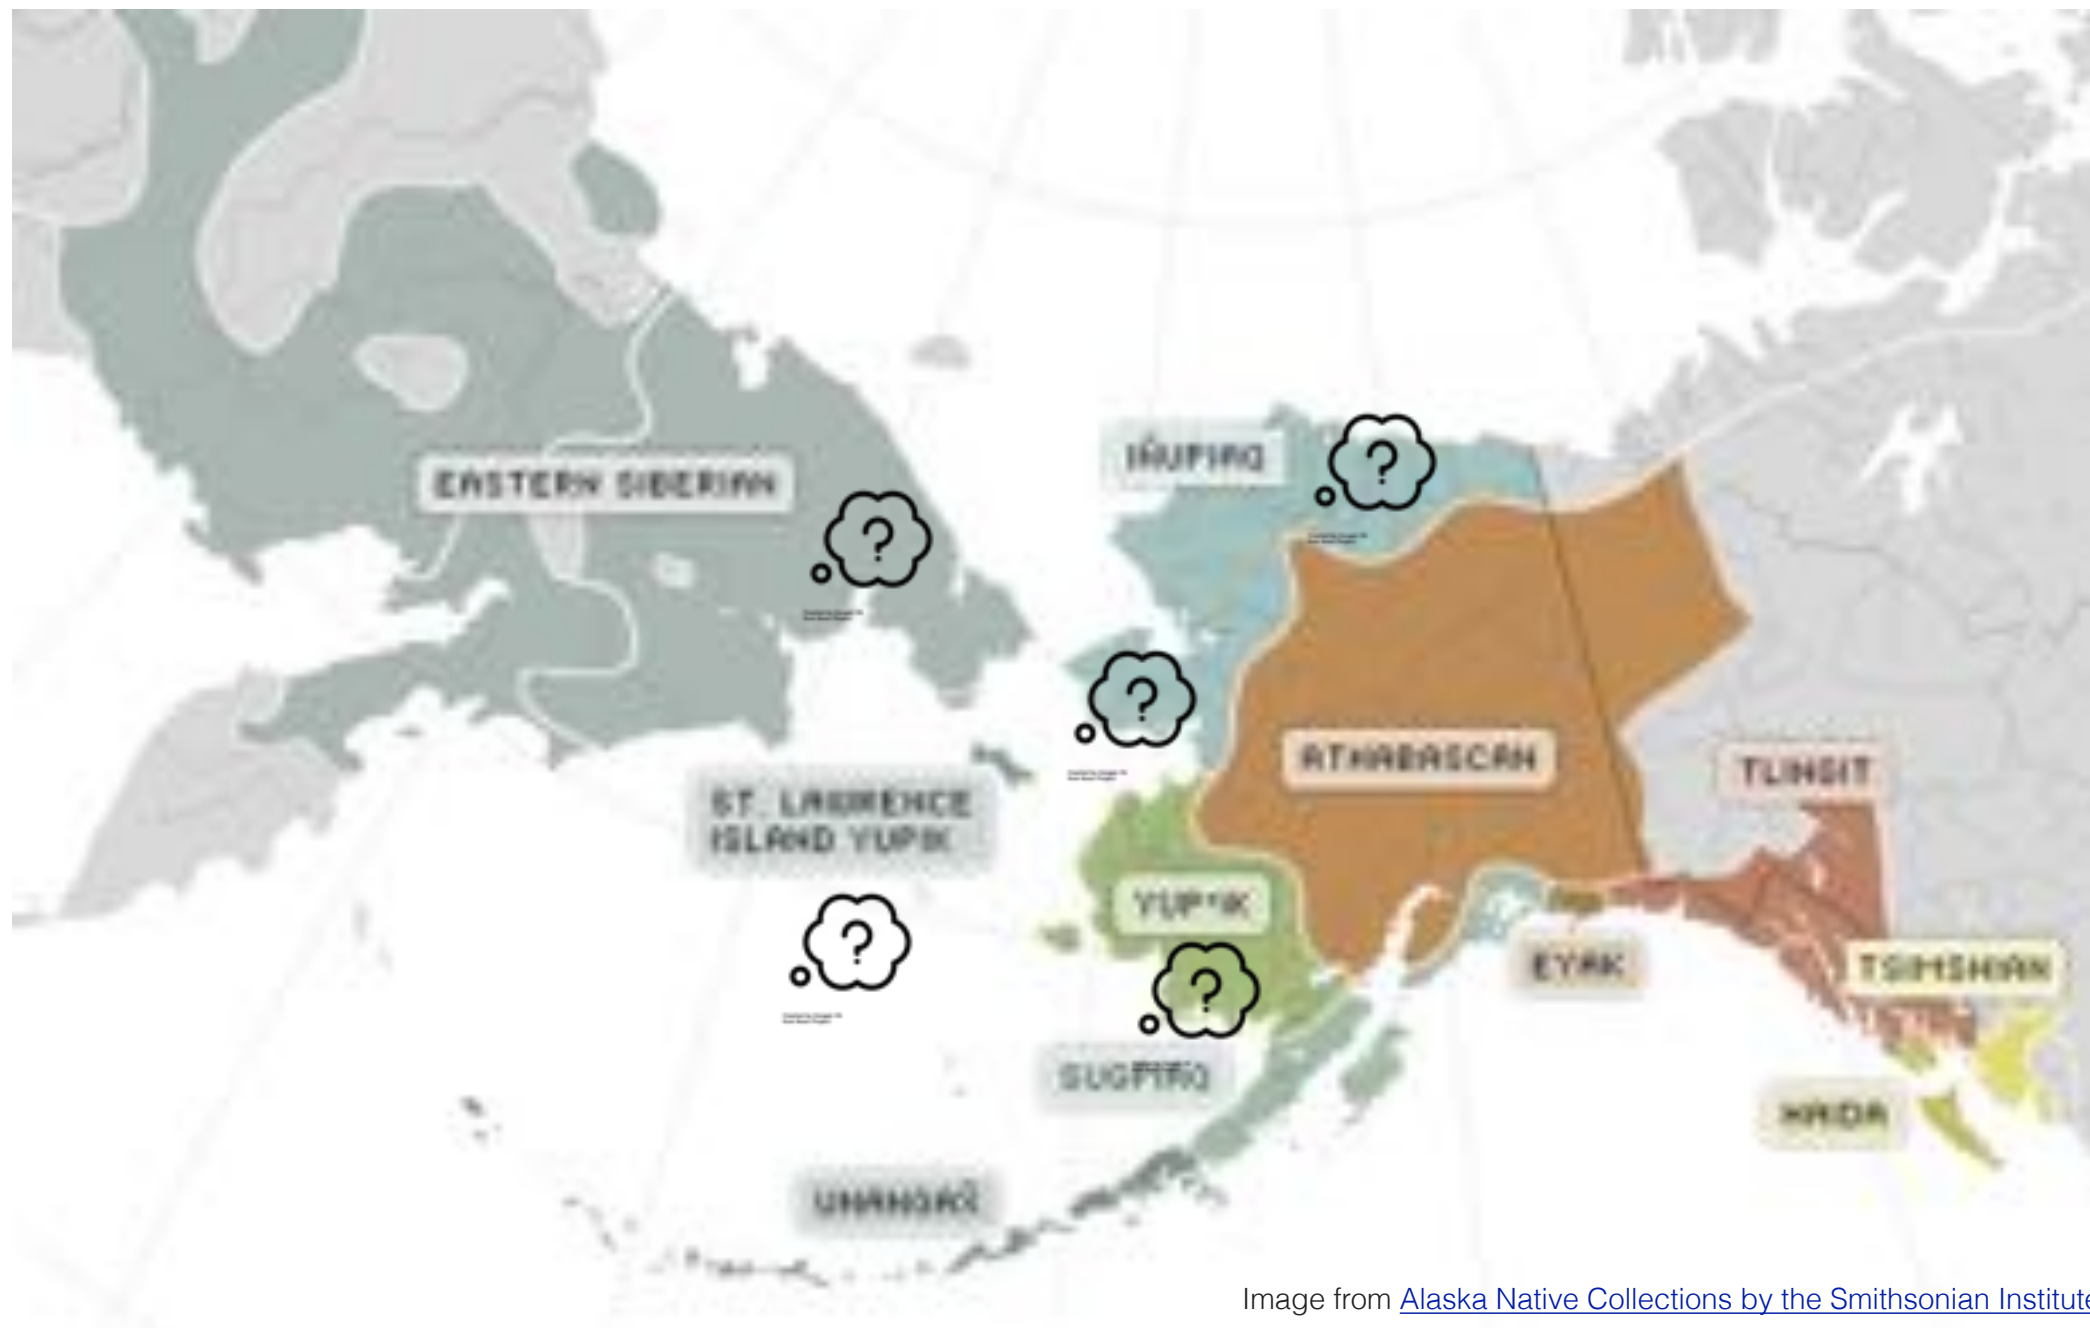 IÑUPIAQ
?
EASTERN SIBERIAN
?
?
ATHABASCAN
TLINGIT
ST. LAWRENCE
ISLAND YUPIK
YUP'IK
?
?
EYAK
TSIMSHIAN
SUGPIAQ
HAIDA
UNANGAX̂
Image from Alaska Native Collections by the Smithsonian Institute